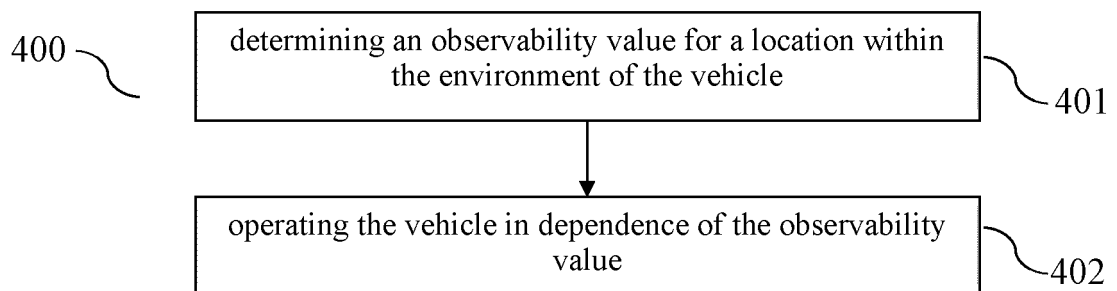 400
determining an observability value for a location within
the environment of the vehicle
401
operating the vehicle in dependence of the observability
value
402